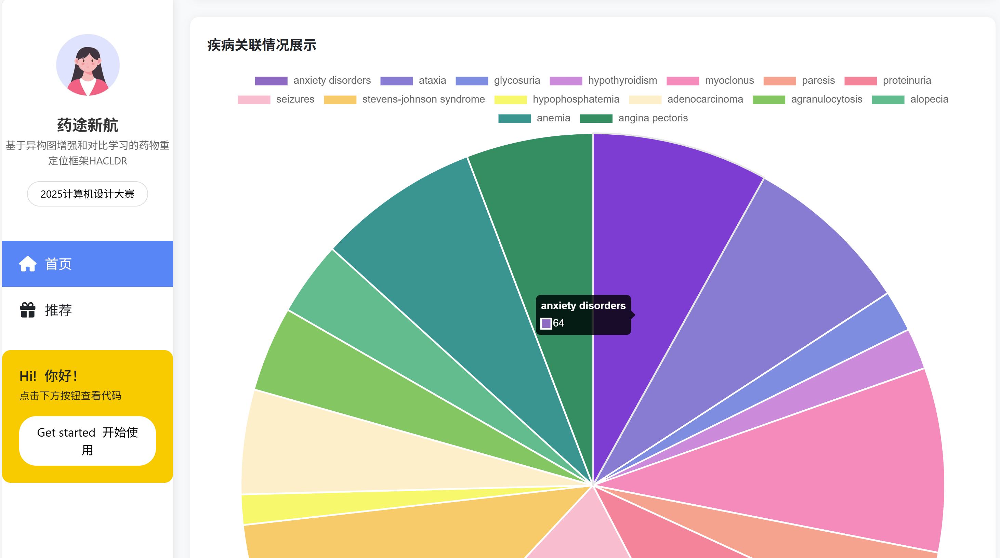 药途新航
基于异构图增强和对比学习的药物重
定位框架HACLDR
2025计算机设计大赛
首页
推荐
Hi! 你好！
点击下方按钮查看代码
Get started 开始使
用
疾病关联情况展示
anxiety disorders ataxia glycosuria hypothyroidism myoclonus paresis proteinuria
seizures stevens-johnson syndrome hypophosphatemia adenocarcinoma agranulocytosis alopecia
anemia angina pectoris
anxiety disorders
64